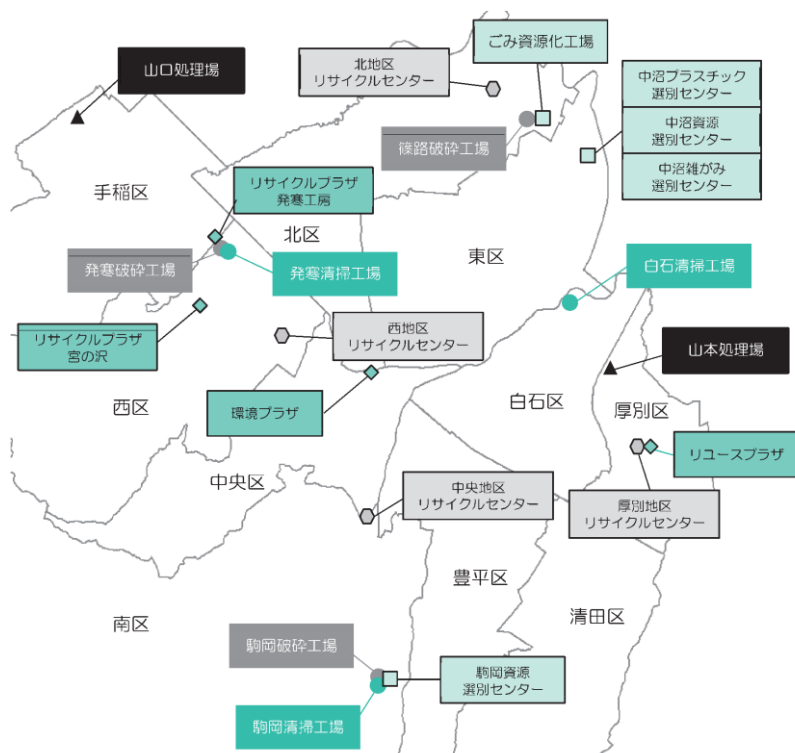 ごみ資源化工場
山口処理場
北地区
リサイクルセンター
中沼プラスチック
選別センター
中沼資源
選別センター
中沼雑がみ
選別センター
篠路破砕工場
手稲区
リサイクルプラザ
発寒工房
北区
東区
発寒破砕工場
発寒清掃工場
白石清掃工場
リサイクルプラザ
宮の沢
西地区
リサイクルセンター
山本処理場
西区
環境プラザ
白石区
厚別区
リユースプラザ
中央区
中央地区
リサイクルセンター
厚別地区
リサイクルセンター
豊平区
清田区
南区
駒岡破砕工場
駒岡資源
選別センター
駒岡清掃工場